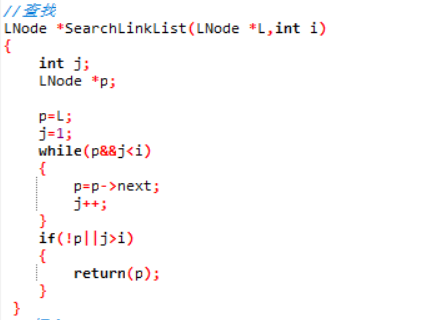 //查找
LNode *SearchLinkList(LNode *L,int i)
{
int j;
LNode *p;
p=L;
j=1;
while(p&&j<i)
{
p=p->next;
j++;
}
if(!p||j>i)
{
return(p);
}
}